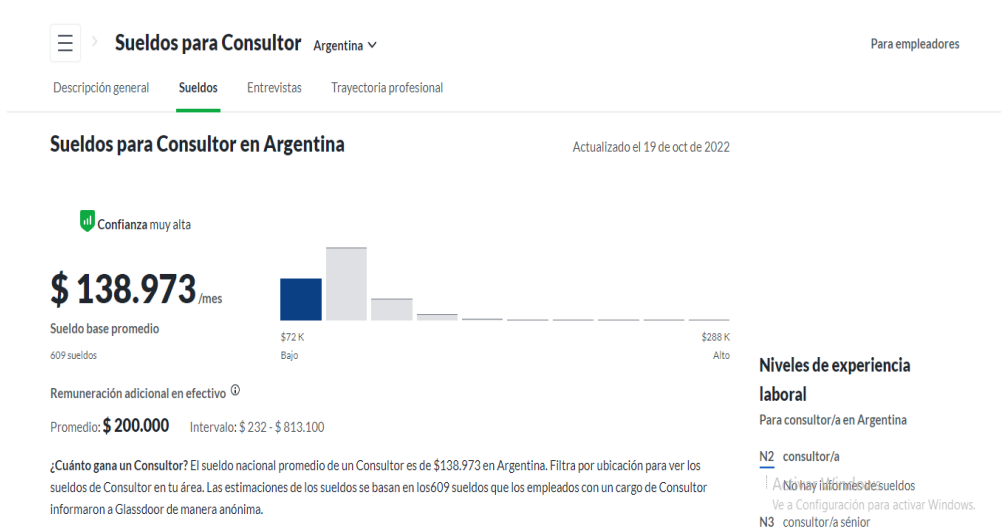 Sueldos para Consultor Argentina
Para empleadores
Descripción general Sueldos Entrevistas Trayectoria profesional
Sueldos para Consultor en Argentina
Actualizado el 19 de oct de 2022
Confianza muy alta
$ 138.973 /mes
Sueldo base promedio
609 sueldos
$72 K
Bajo
$288 K
Alto
Remuneración adicional en efectivo
Promedio: $ 200.000 Intervalo: $ 232 - $ 813.100
¿Cuánto gana un Consultor? El sueldo nacional promedio de un Consultor es de $138.973 en Argentina. Filtra por ubicación para ver los
sueldos de Consultor en tu área. Las estimaciones de los sueldos se basan en los609 sueldos que los empleados con un cargo de Consultor
informaron a Glassdoor de manera anónima.
Niveles de experiencia
laboral
Para consultor/a en Argentina
N2 consultor/a
No hay informes de sueldos
Activar Windows
Ve a Configuración para activar Windows.
N3 consultor/a sénior